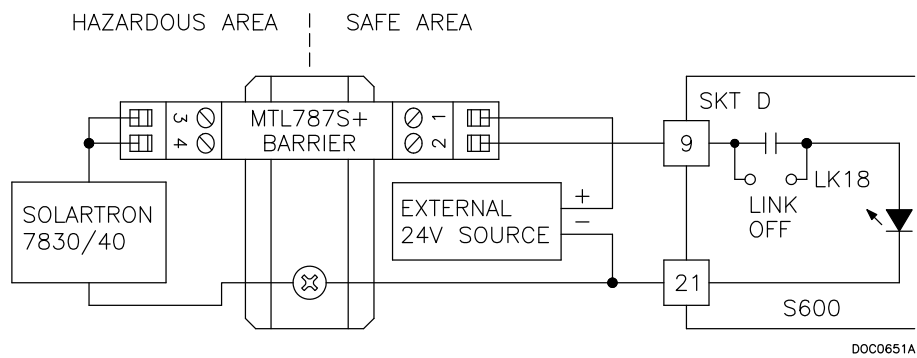 HAZARDOUS AREA
SAFE AREA
SKT D
3
4
MTL787S+
BARRIER
1
2
9
LK18
LINK
OFF
SOLARTRON
7830/40
EXTERNAL
24V SOURCE
+
−
21
S600
DOC0651A